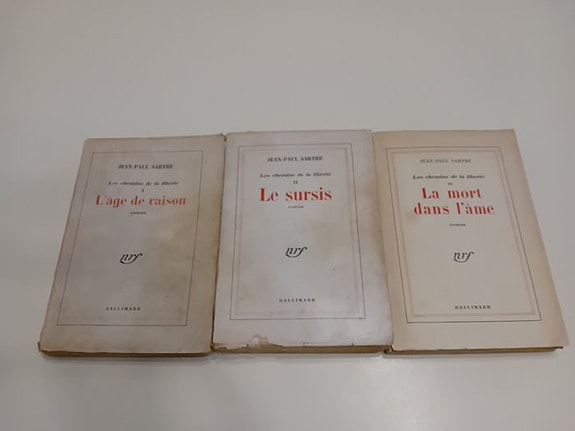 JEAN-PAUL SARTRE
Les chemins de la liberté
I
L'âge de raison
roman
nrf
GALLIMARD
JEAN-PAUL SARTRE
Les chemins de la liberté
II
Le sursis
roman
nrf
GALLIMARD
JEAN-PAUL SARTRE
Les chemins de la liberté
III
La mort
dans l'âme
roman
nrf
GALLIMARD